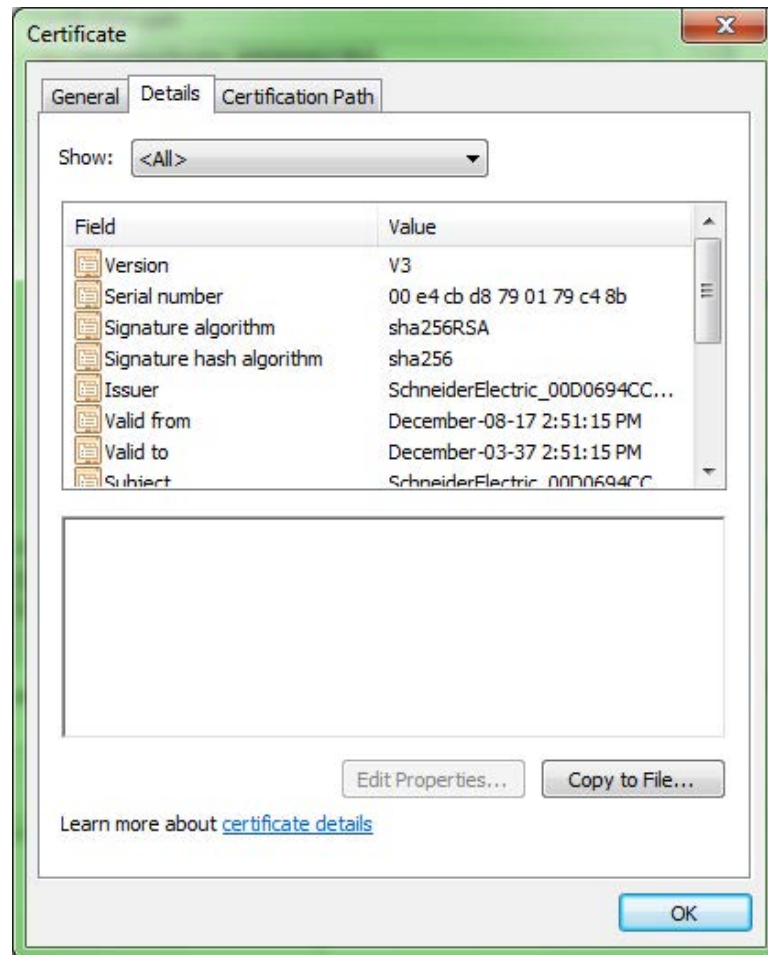 Certificate
General Details Certification Path
Show: <All>
Field Value
Version V3
Serial number 00 e4 cb d8 79 01 79 c4 8b
Signature algorithm sha256RSA
Signature hash algorithm sha256
Issuer SchneiderElectric_00D0694CC...
Valid from December-08-17 2:51:15 PM
Valid to December-03-37 2:51:15 PM
Subject SchneiderElectric_00D0694CC
Edit Properties... Copy to File...
Learn more about certificate details
OK